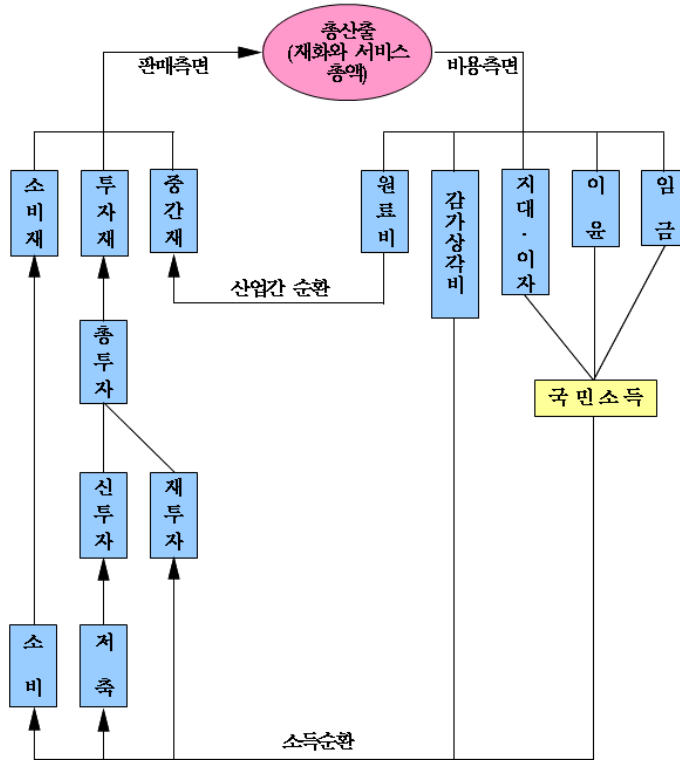 총산출
(재화와 서비스
총액)
판매측면
비용측면
소비재
투자재
중간재
원료비
감가상각비
지대·이자
이윤
임금
산업간 순환
총투자
국민소득
신투자
재투자
소비
저축
소득순환